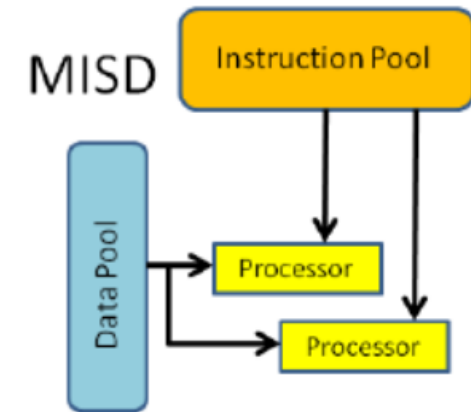 MISD
Instruction Pool
Data Pool
Processor
Processor